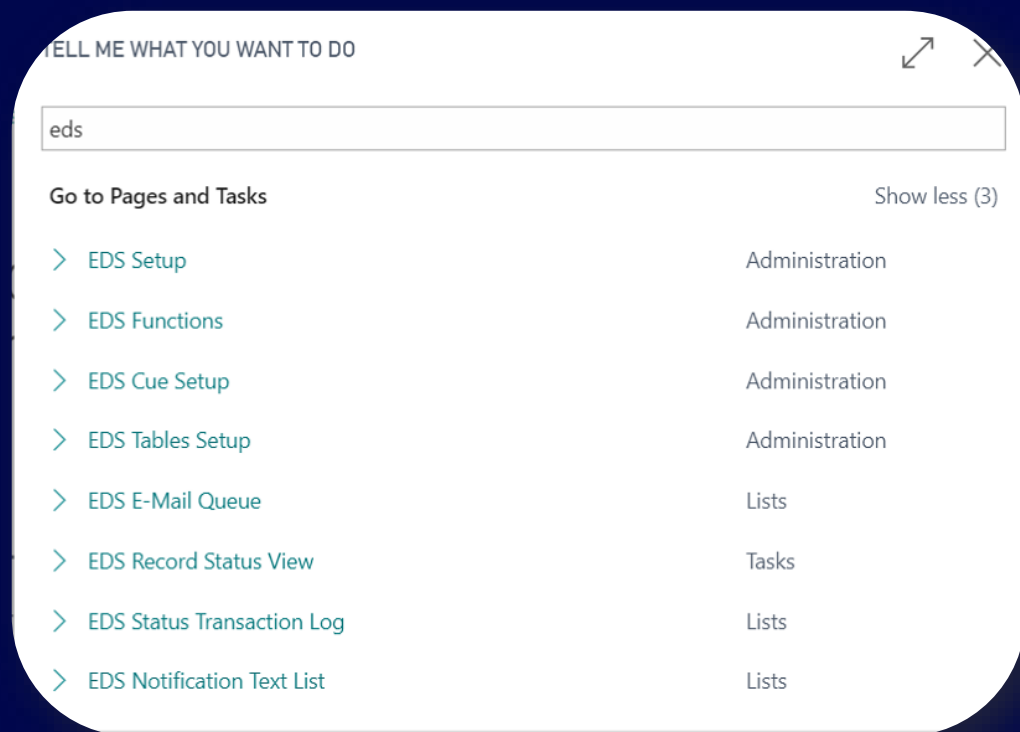 TELL ME WHAT YOU WANT TO DO
eds
Go to Pages and Tasks Show less (3)
EDS Setup Administration
EDS Functions Administration
EDS Cue Setup Administration
EDS Tables Setup Administration
EDS E-Mail Queue Lists
EDS Record Status View Tasks
EDS Status Transaction Log Lists
EDS Notification Text List Lists